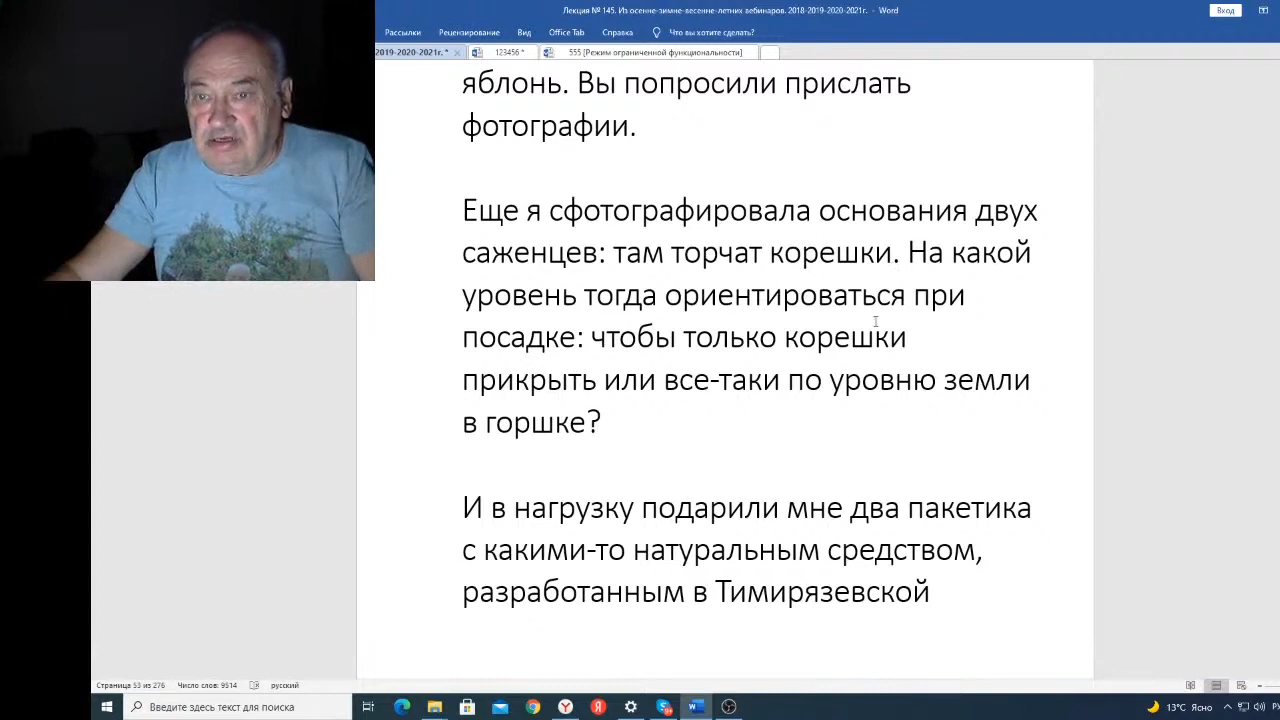 Лекция № 145. Из осенне-зимне-весенне-летних вебинаров. 2018-2019-2020-2021г. - Word
Вход
Рассылки Рецензирование Вид Office Tab Справка Что вы хотите сделать?
2019-2020-2021г. * 123456 * 555 [Режим ограниченной функциональности]
яблонь. Вы попросили прислать
фотографии.
Еще я сфотографировала основания двух
саженцев: там торчат корешки. На какой
уровень тогда ориентироваться при
посадке: чтобы только корешки
прикрыть или все-таки по уровню земли
в горшке?
И в нагрузку подарили мне два пакетика
с какими-то натуральным средством,
разработанным в Тимирязевской
Страница 53 из 276 Число слов: 9514 русский
Введите здесь текст для поиска
13°C Ясно